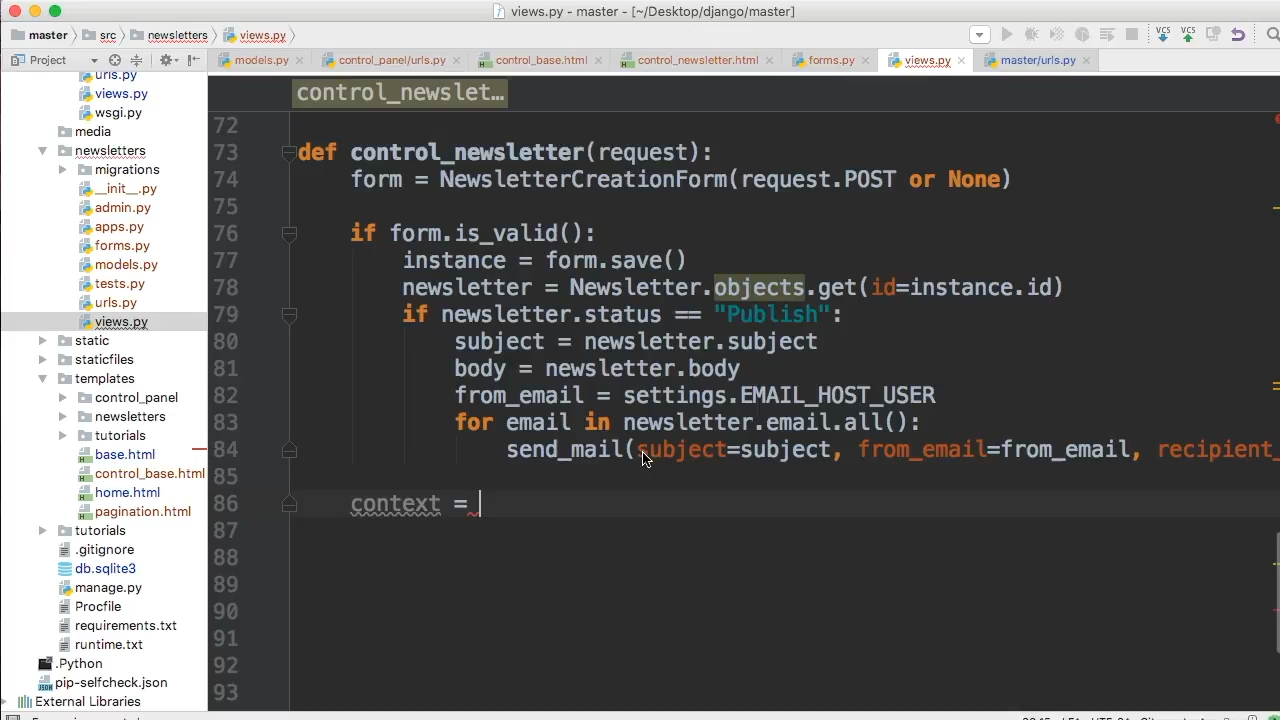 views.py - master - [~/Desktop/django/master]
master src newsletters views.py
Project
models.py control_panel/urls.py control_base.html control_newsletter.html forms.py views.py master/urls.py
VCS VCS
urls.py
views.py
wsgi.py
media
newsletters
migrations
__init__.py
admin.py
apps.py
forms.py
models.py
tests.py
urls.py
views.py
static
staticfiles
templates
control_panel
newsletters
tutorials
base.html
control_base.html
home.html
pagination.html
tutorials
.gitignore
db.sqlite3
manage.py
Procfile
requirements.txt
runtime.txt
.Python
pip-selfcheck.json
External Libraries
control_newslet…
72
73 def control_newsletter(request):
74 form = NewsletterCreationForm(request.POST or None)
75
76 if form.is_valid():
77 instance = form.save()
78 newsletter = Newsletter.objects.get(id=instance.id)
79 if newsletter.status == "Publish":
80 subject = newsletter.subject
81 body = newsletter.body
82 from_email = settings.EMAIL_HOST_USER
83 for email in newsletter.email.all():
84 send_mail(subject=subject, from_email=from_email, recipient_
85
86 context =
87
88
89
90
91
92
93